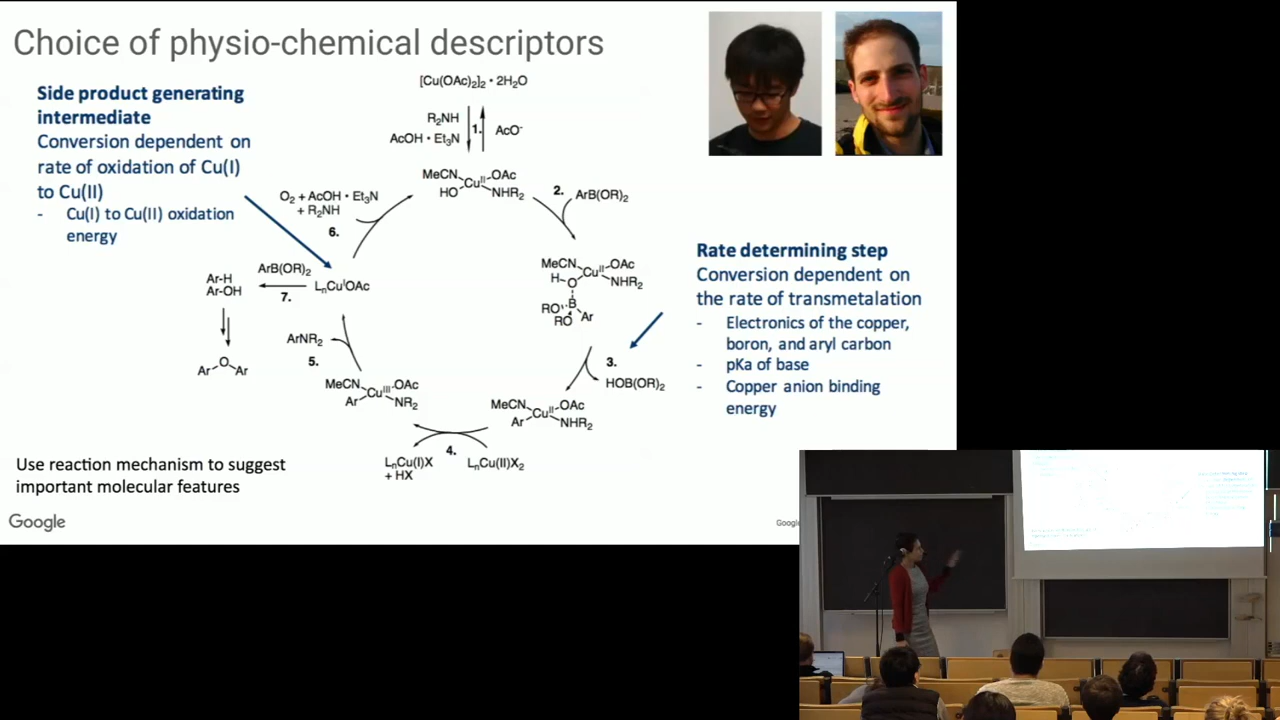 Choice of physio-chemical descriptors
Side product generating
intermediate
Conversion dependent on
rate of oxidation of Cu(I)
to Cu(II)
- Cu(I) to Cu(II) oxidation
energy
[Cu(OAc)₂]₂ • 2H₂O
R₂NH
AcOH • Et₃N
1.
AcO⁻
MeCN OAc
Cuᴵᴵ
HO NHR₂
2. ArB(OR)₂
O₂ + AcOH • Et₃N
+ R₂NH
6.
MeCN OAc
Cuᴵᴵ
H NHR₂
O
B
RO
RO Ar
Ar-H
Ar-OH
ArB(OR)₂
7.
LₙCuᴵOAc
Ar O Ar
ArNR₂
5.
3.
HOB(OR)₂
MeCN OAc
Cuᴵᴵᴵ
Ar NR₂
MeCN OAc
Cuᴵᴵ
Ar NHR₂
4.
LₙCu(I)X
+ HX
LₙCu(II)X₂
Rate determining step
Conversion dependent on
the rate of transmetalation
- Electronics of the copper,
boron, and aryl carbon
- pKa of base
- Copper anion binding
energy
Use reaction mechanism to suggest
important molecular features
Google
Google